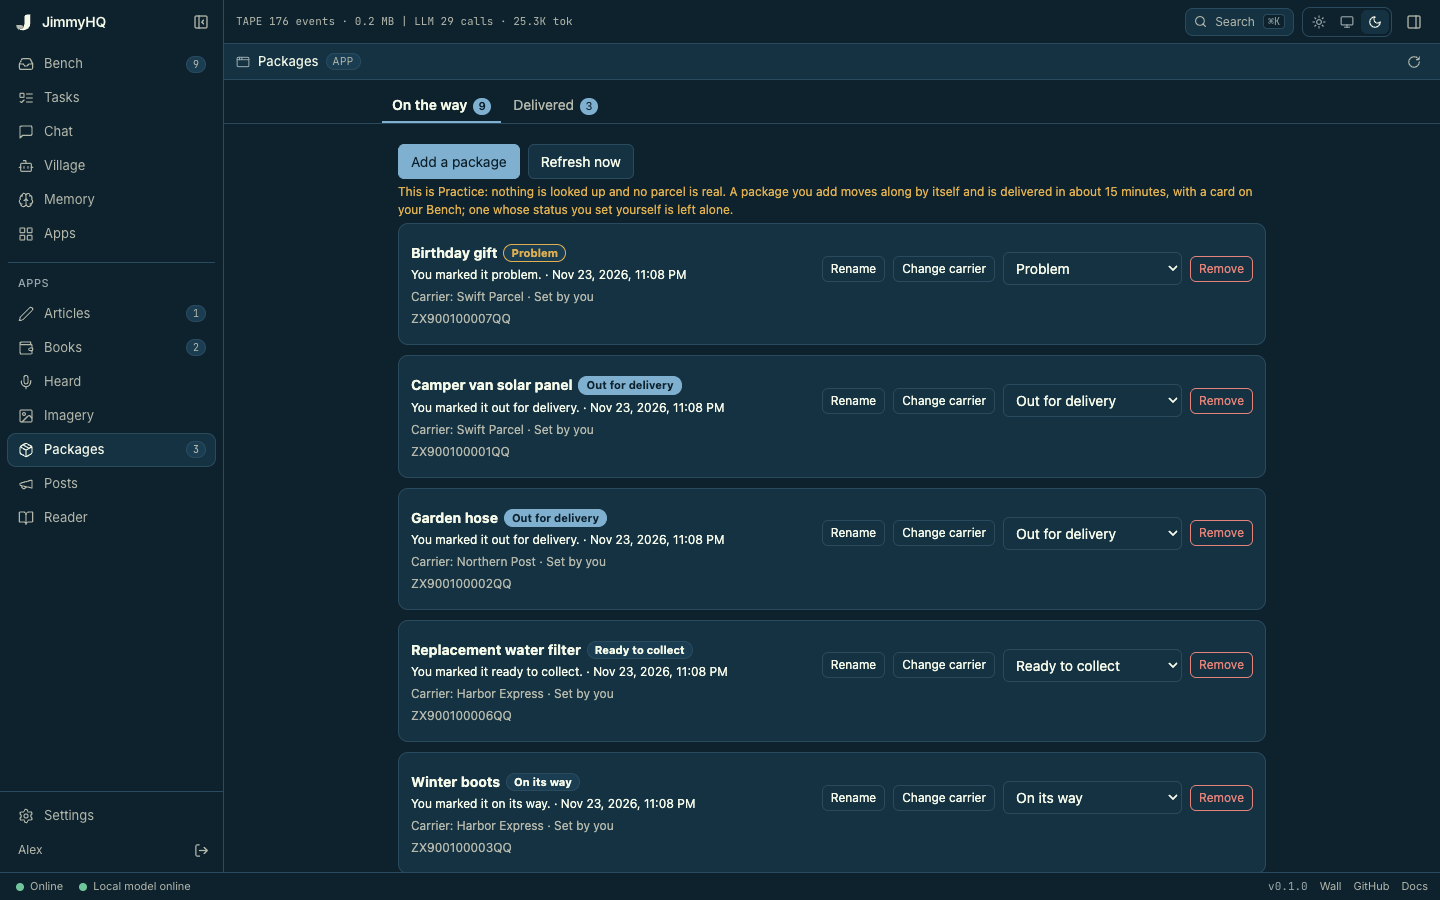 JimmyHQ
TAPE 176 events · 0.2 MB | LLM 29 calls · 25.3K tok
Search ⌘K
Bench 9
Tasks
Chat
Village
Memory
Apps
APPS
Articles 1
Books 2
Heard
Imagery
Packages 3
Posts
Reader
Settings
Alex
Packages APP
On the way 9
Delivered 3
Add a package
Refresh now
This is Practice: nothing is looked up and no parcel is real. A package you add moves along by itself and is delivered in about 15 minutes, with a card on
your Bench; one whose status you set yourself is left alone.
Birthday gift Problem
You marked it problem. · Nov 23, 2026, 11:08 PM
Carrier: Swift Parcel · Set by you
ZX900100007QQ
Rename Change carrier Problem Remove
Camper van solar panel Out for delivery
You marked it out for delivery. · Nov 23, 2026, 11:08 PM
Carrier: Swift Parcel · Set by you
ZX900100001QQ
Rename Change carrier Out for delivery Remove
Garden hose Out for delivery
You marked it out for delivery. · Nov 23, 2026, 11:08 PM
Carrier: Northern Post · Set by you
ZX900100002QQ
Rename Change carrier Out for delivery Remove
Replacement water filter Ready to collect
You marked it ready to collect. · Nov 23, 2026, 11:08 PM
Carrier: Harbor Express · Set by you
ZX900100006QQ
Rename Change carrier Ready to collect Remove
Winter boots On its way
You marked it on its way. · Nov 23, 2026, 11:08 PM
Carrier: Harbor Express · Set by you
ZX900100003QQ
Rename Change carrier On its way Remove
Online
Local model online
v0.1.0 Wall GitHub Docs